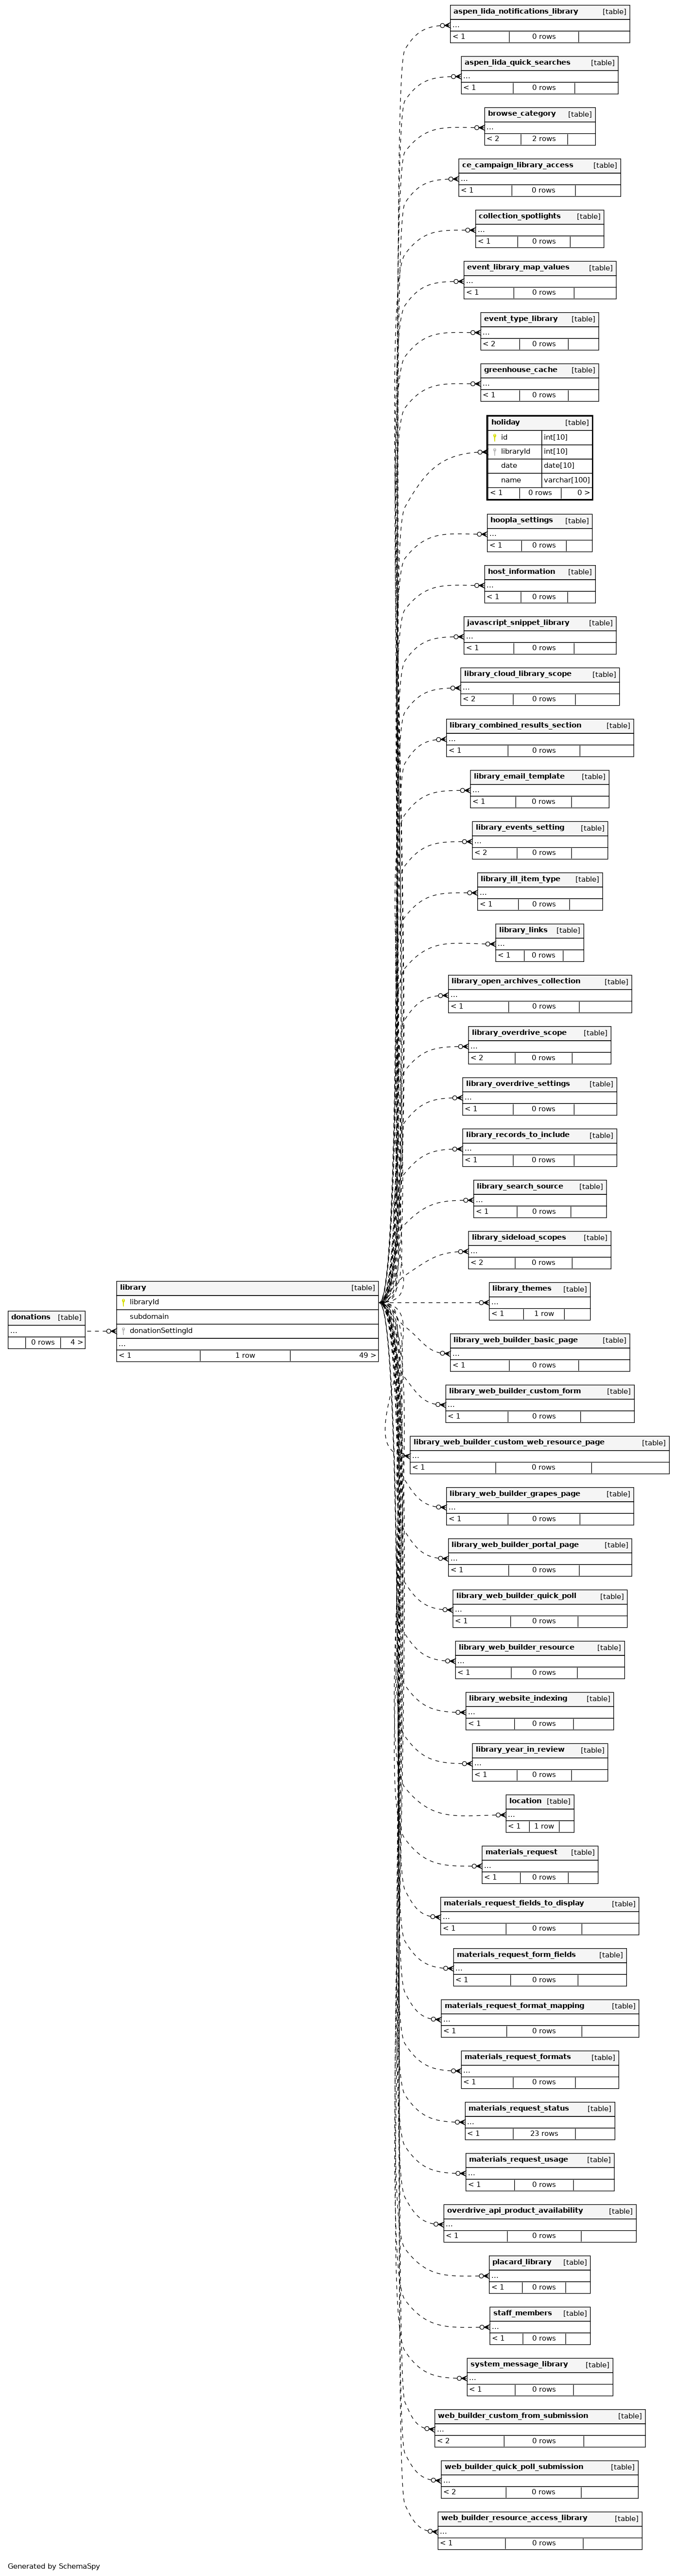 aspen_lida_notifications_library [table]
...
< 1 0 rows
aspen_lida_quick_searches [table]
...
< 1 0 rows
browse_category [table]
...
< 2 2 rows
ce_campaign_library_access [table]
...
< 1 0 rows
collection_spotlights [table]
...
< 1 0 rows
event_library_map_values [table]
...
< 1 0 rows
event_type_library [table]
...
< 2 0 rows
greenhouse_cache [table]
...
< 1 0 rows
holiday [table]
id int[10]
libraryId int[10]
date date[10]
name varchar[100]
< 1 0 rows 0 >
hoopla_settings [table]
...
< 1 0 rows
host_information [table]
...
< 1 0 rows
javascript_snippet_library [table]
...
< 1 0 rows
library_cloud_library_scope [table]
...
< 2 0 rows
library_combined_results_section [table]
...
< 1 0 rows
library_email_template [table]
...
< 1 0 rows
library_events_setting [table]
...
< 2 0 rows
library_ill_item_type [table]
...
< 1 0 rows
library_links [table]
...
< 1 0 rows
library_open_archives_collection [table]
...
< 1 0 rows
library_overdrive_scope [table]
...
< 2 0 rows
library_overdrive_settings [table]
...
< 1 0 rows
library_records_to_include [table]
...
< 1 0 rows
library_search_source [table]
...
< 1 0 rows
library_sideload_scopes [table]
...
< 2 0 rows
donations [table]
...
0 rows 4 >
library [table]
libraryId
subdomain
donationSettingId
...
< 1 1 row 49 >
library_themes [table]
...
< 1 1 row
library_web_builder_basic_page [table]
...
< 1 0 rows
library_web_builder_custom_form [table]
...
< 1 0 rows
library_web_builder_custom_web_resource_page [table]
...
< 1 0 rows
library_web_builder_grapes_page [table]
...
< 1 0 rows
library_web_builder_portal_page [table]
...
< 1 0 rows
library_web_builder_quick_poll [table]
...
< 1 0 rows
library_web_builder_resource [table]
...
< 1 0 rows
library_website_indexing [table]
...
< 1 0 rows
library_year_in_review [table]
...
< 1 0 rows
location [table]
...
< 1 1 row
materials_request [table]
...
< 1 0 rows
materials_request_fields_to_display [table]
...
< 1 0 rows
materials_request_form_fields [table]
...
< 1 0 rows
materials_request_format_mapping [table]
...
< 1 0 rows
materials_request_formats [table]
...
< 1 0 rows
materials_request_status [table]
...
< 1 23 rows
materials_request_usage [table]
...
< 1 0 rows
overdrive_api_product_availability [table]
...
< 1 0 rows
placard_library [table]
...
< 1 0 rows
staff_members [table]
...
< 1 0 rows
system_message_library [table]
...
< 1 0 rows
web_builder_custom_from_submission [table]
...
< 2 0 rows
web_builder_quick_poll_submission [table]
...
< 2 0 rows
web_builder_resource_access_library [table]
...
< 1 0 rows
Generated by SchemaSpy